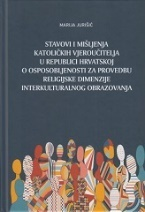 MARIJA JURIŠIĆ
STAVOVI I MIŠLJENJA
KATOLIČKIH VJEROUČITELJA
U REPUBLICI HRVATSKOJ
O OSPOSOBLJENOSTI ZA PROVEDBU
RELIGIJSKE DIMENZIJE
INTERKULTURALNOG OBRAZOVANJA